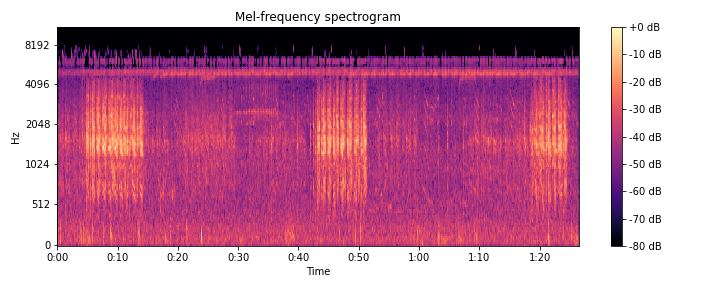 Mel-frequency spectrogram
Hz
8192
4096
2048
1024
512
0
0:00 0:10 0:20 0:30 0:40 0:50 1:00 1:10 1:20
Time
+0 dB
-10 dB
-20 dB
-30 dB
-40 dB
-50 dB
-60 dB
-70 dB
-80 dB